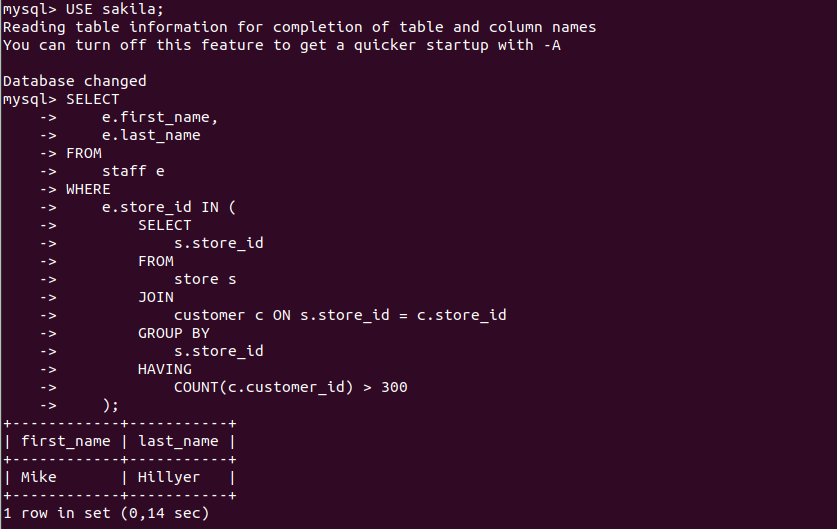 mysql> USE sakila;
Reading table information for completion of table and column names
You can turn off this feature to get a quicker startup with -A

Database changed
mysql> SELECT
    ->     e.first_name,
    ->     e.last_name
    -> FROM
    ->     staff e
    -> WHERE
    ->     e.store_id IN (
    ->         SELECT
    ->             s.store_id
    ->         FROM
    ->             store s
    ->         JOIN
    ->             customer c ON s.store_id = c.store_id
    ->         GROUP BY
    ->             s.store_id
    ->         HAVING
    ->             COUNT(c.customer_id) > 300
    ->     );
+------------+-----------+
| first_name | last_name |
+------------+-----------+
| Mike       | Hillyer   |
+------------+-----------+
1 row in set (0,14 sec)